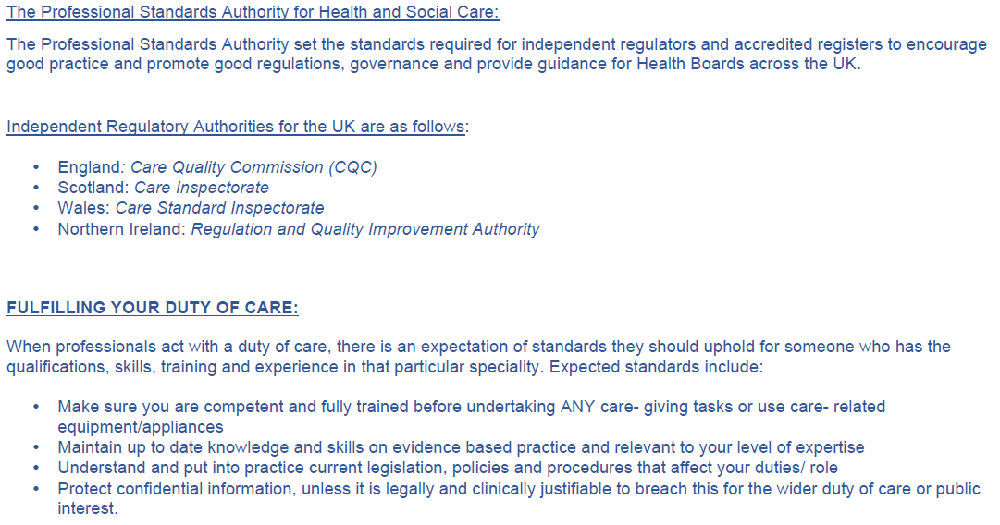 The Professional Standards Authority for Health and Social Care:
The Professional Standards Authority set the standards required for independent regulators and accredited registers to encourage
good practice and promote good regulations, governance and provide guidance for Health Boards across the UK.
Independent Regulatory Authorities for the UK are as follows:
• England: Care Quality Commission (CQC)
• Scotland: Care Inspectorate
• Wales: Care Standard Inspectorate
• Northern Ireland: Regulation and Quality Improvement Authority
FULFILLING YOUR DUTY OF CARE:
When professionals act with a duty of care, there is an expectation of standards they should uphold for someone who has the
qualifications, skills, training and experience in that particular speciality. Expected standards include:
• Make sure you are competent and fully trained before undertaking ANY care- giving tasks or use care- related
equipment/appliances
• Maintain up to date knowledge and skills on evidence based practice and relevant to your level of expertise
• Understand and put into practice current legislation, policies and procedures that affect your duties/ role
• Protect confidential information, unless it is legally and clinically justifiable to breach this for the wider duty of care or public
interest.